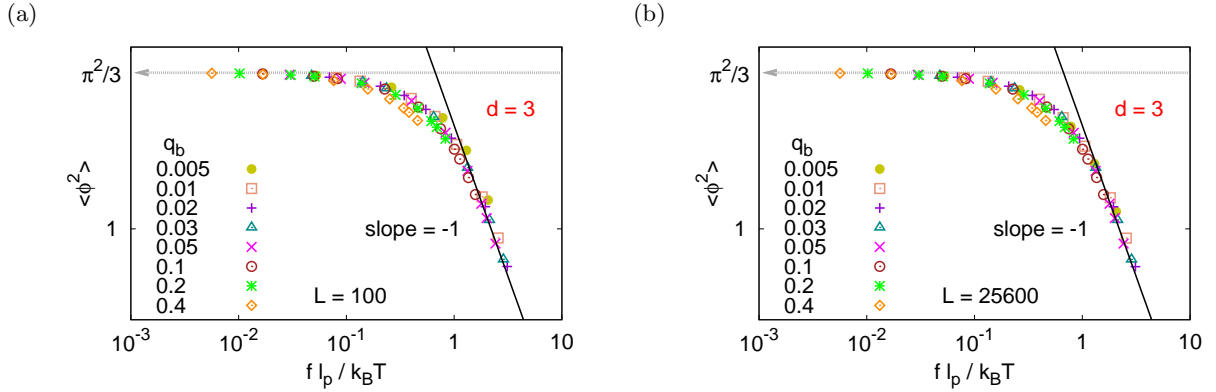 (a)
π²/3
d = 3
q_b
0.005
0.01
0.02
0.03
0.05
0.1
0.2
0.4
<ϕ²>
1
slope = -1
L = 100
10⁻³
10⁻²
10⁻¹
1
10
f l_p / k_BT
(b)
π²/3
d = 3
q_b
0.005
0.01
0.02
0.03
0.05
0.1
0.2
0.4
<ϕ²>
1
slope = -1
L = 25600
10⁻³
10⁻²
10⁻¹
1
10
f l_p / k_BT